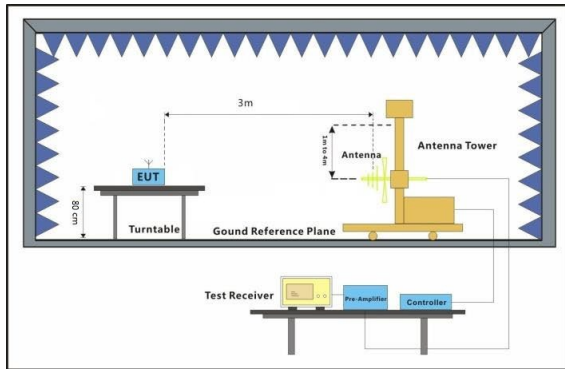 3m
1m to 4m
Antenna
Antenna Tower
EUT
80 cm
Turntable
Gound Reference Plane
Test Receiver
Pre-Amplifier
Controller